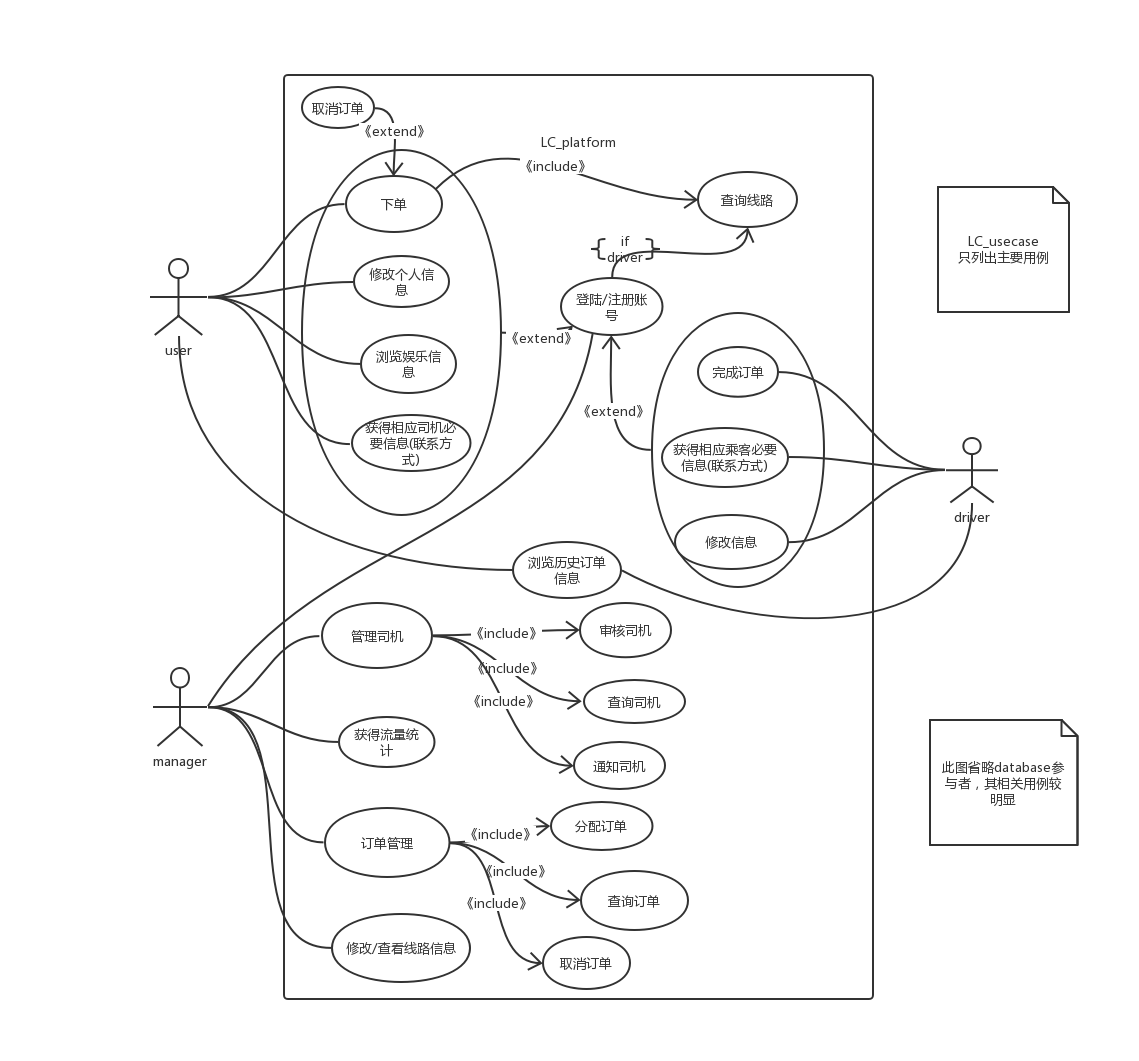 取消订单
《extend》
LC_platform
《include》
下单
查询线路
if
driver
LC_usecase
只列出主要用例
修改个人信
息
登陆/注册账
号
《extend》
user
浏览娱乐信
息
完成订单
《extend》
获得相应司机必
要信息(联系方
式)
获得相应乘客必要
信息(联系方式)
driver
修改信息
浏览历史订单
信息
管理司机
《include》
审核司机
《include》
查询司机
《include》
manager
获得流量统
计
通知司机
此图省略database参
与者，其相关用例较
明显
订单管理
《include》
分配订单
《include》
查询订单
《include》
修改/查看线路信息
取消订单